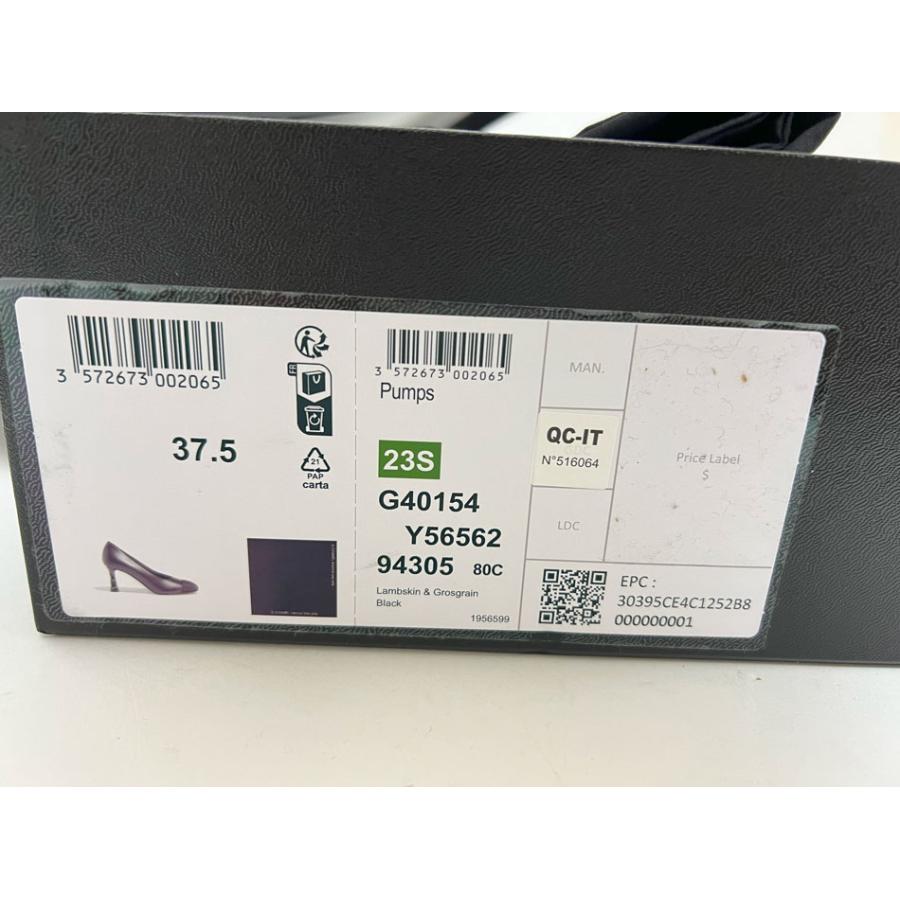 3 572673 002065
37.5
FR
21
PAP
carta
3 572673 002065
Pumps
23S
G40154
Y56562
94305 80C
Lambskin & Grosgrain
Black
1956599
MAN.
QC-IT
N°516064
LDC
Price Label
$
EPC :
30395CE4C1252B8
000000001